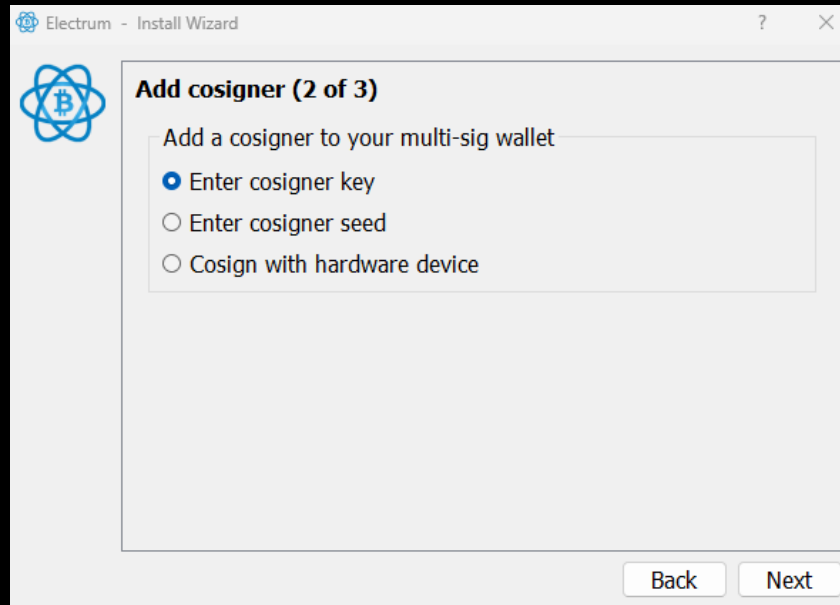 Electrum - Install Wizard
Add cosigner (2 of 3)
Add a cosigner to your multi-sig wallet
Enter cosigner key
Enter cosigner seed
Cosign with hardware device
Back Next